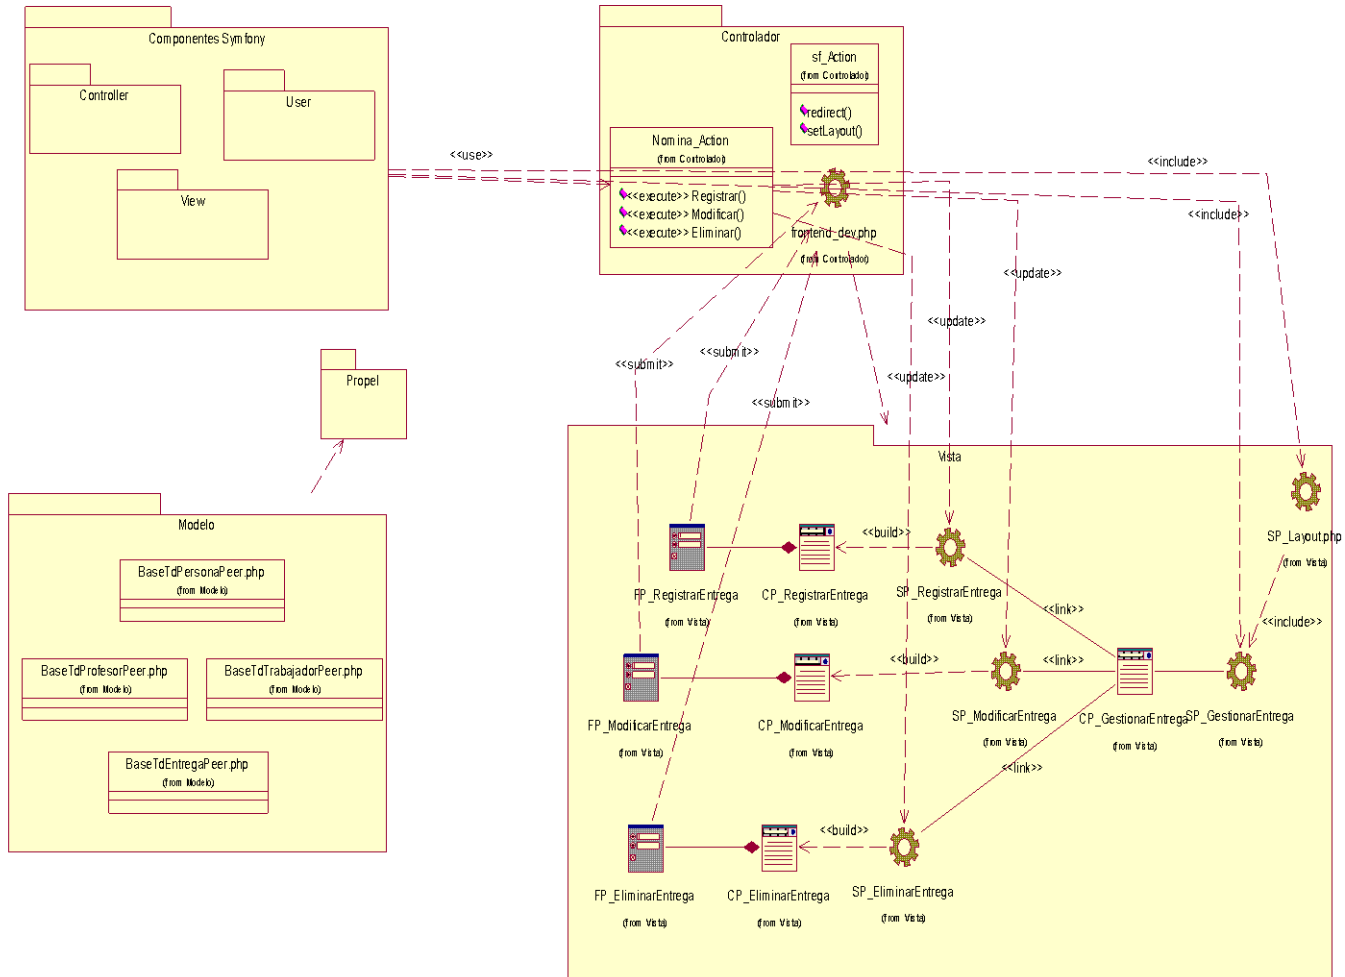 Componentes Symfony
Controller
User
View
<<use>>
Controlador
sf_Action
(from Controlador)
redirect()
setLayout()
Nomina_Action
(from Controlador)
<<execute>> Registrar()
<<execute>> Modificar()
<<execute>> Eliminar()
frontend_dev.php
(from Controlador)
<<include>>
<<include>>
<<update>>
<<update>>
<<update>>
<<submit>>
<<submit>>
<<submit>>
Propel
Modelo
BaseTdPersonaPeer.php
(from Modelo)
BaseTdProfesorPeer.php
(from Modelo)
BaseTdTrabajadorPeer.php
(from Modelo)
BaseTdEntregaPeer.php
(from Modelo)
Vista
SP_Layout.php
(from Vista)
<<include>>
<<build>>
FP_RegistrarEntrega
(from Vista)
CP_RegistrarEntrega
(from Vista)
SP_RegistrarEntrega
(from Vista)
<<link>>
<<build>>
<<link>>
FP_ModificarEntrega
(from Vista)
CP_ModificarEntrega
(from Vista)
SP_ModificarEntrega
(from Vista)
CP_GestionarEntrega
(from Vista)
SP_GestionarEntrega
(from Vista)
<<link>>
<<build>>
FP_EliminarEntrega
(from Vista)
CP_EliminarEntrega
(from Vista)
SP_EliminarEntrega
(from Vista)